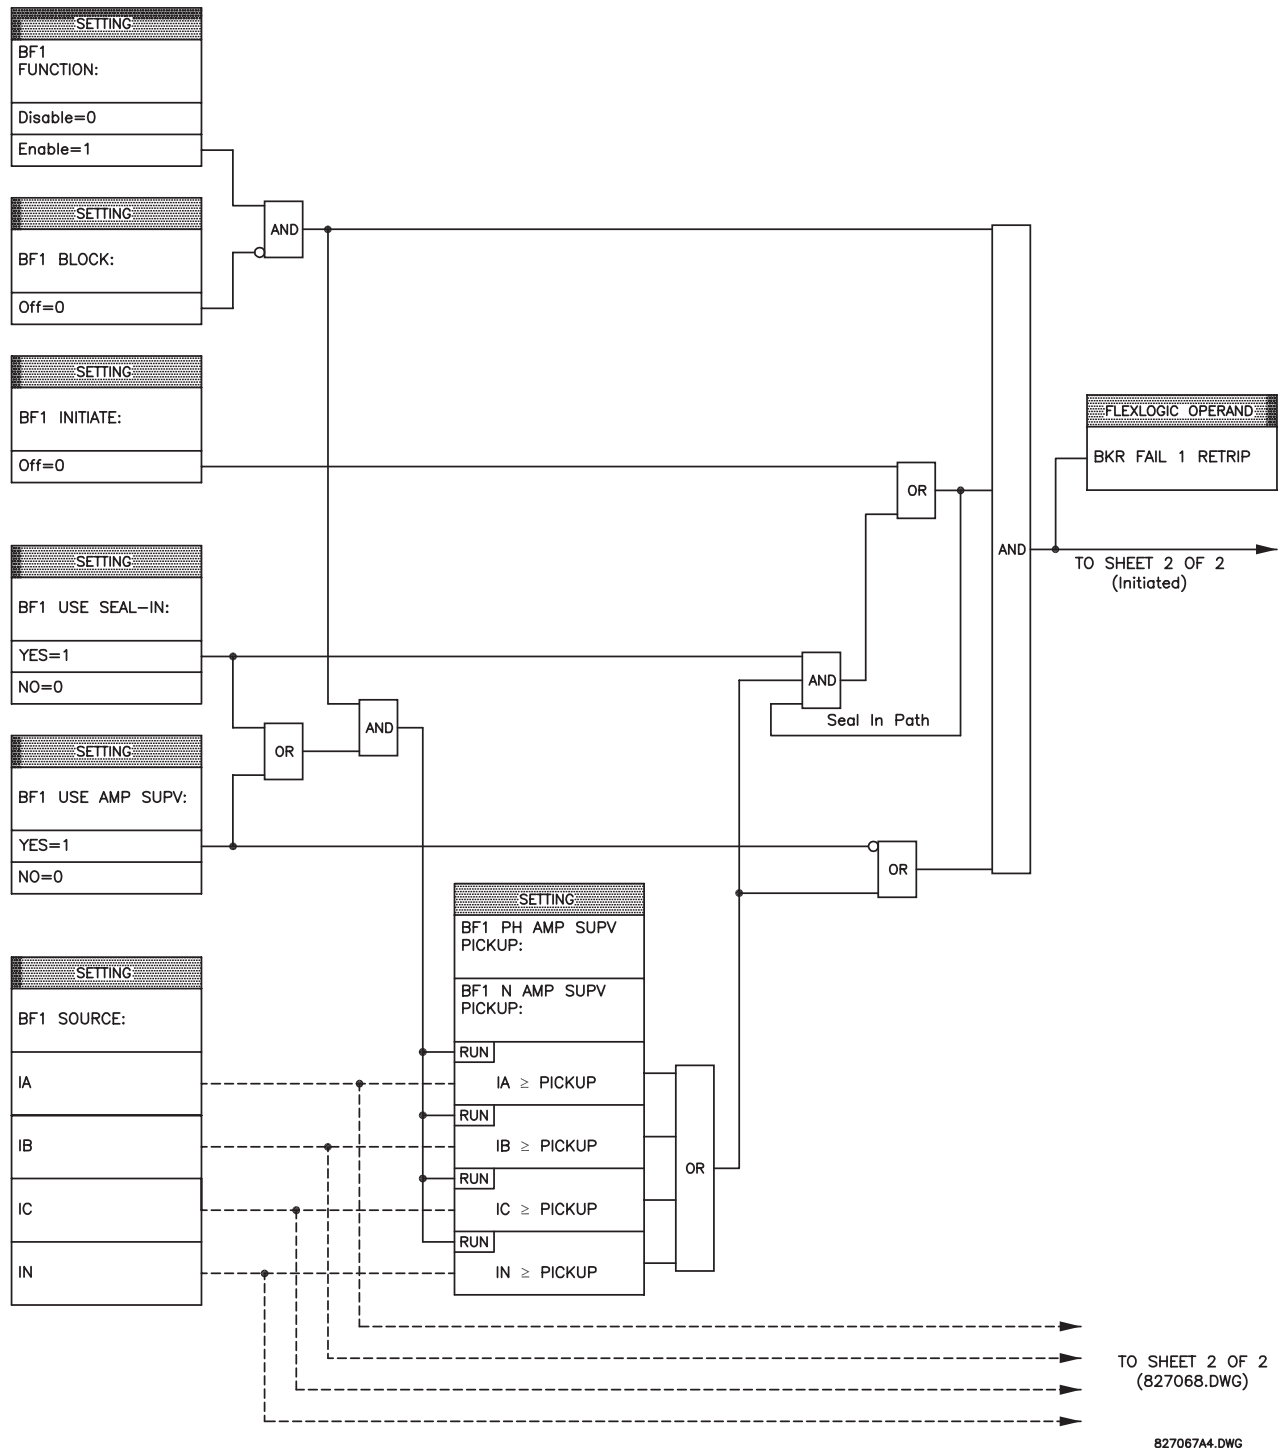 SETTING
BF1
FUNCTION:
Disable=0
Enable=1
SETTING
BF1 BLOCK:
Off=0
AND
SETTING
BF1 INITIATE:
Off=0
OR
FLEXLOGIC OPERAND
BKR FAIL 1 RETRIP
AND
TO SHEET 2 OF 2
(Initiated)
SETTING
BF1 USE SEAL-IN:
YES=1
NO=0
AND
Seal In Path
OR
AND
SETTING
BF1 USE AMP SUPV:
YES=1
NO=0
OR
SETTING
BF1 PH AMP SUPV
PICKUP:
BF1 N AMP SUPV
PICKUP:
RUN
IA ≥ PICKUP
RUN
IB ≥ PICKUP
RUN
IC ≥ PICKUP
RUN
IN ≥ PICKUP
OR
SETTING
BF1 SOURCE:
IA
IB
IC
IN
TO SHEET 2 OF 2
(827068.DWG)
827067A4.DWG